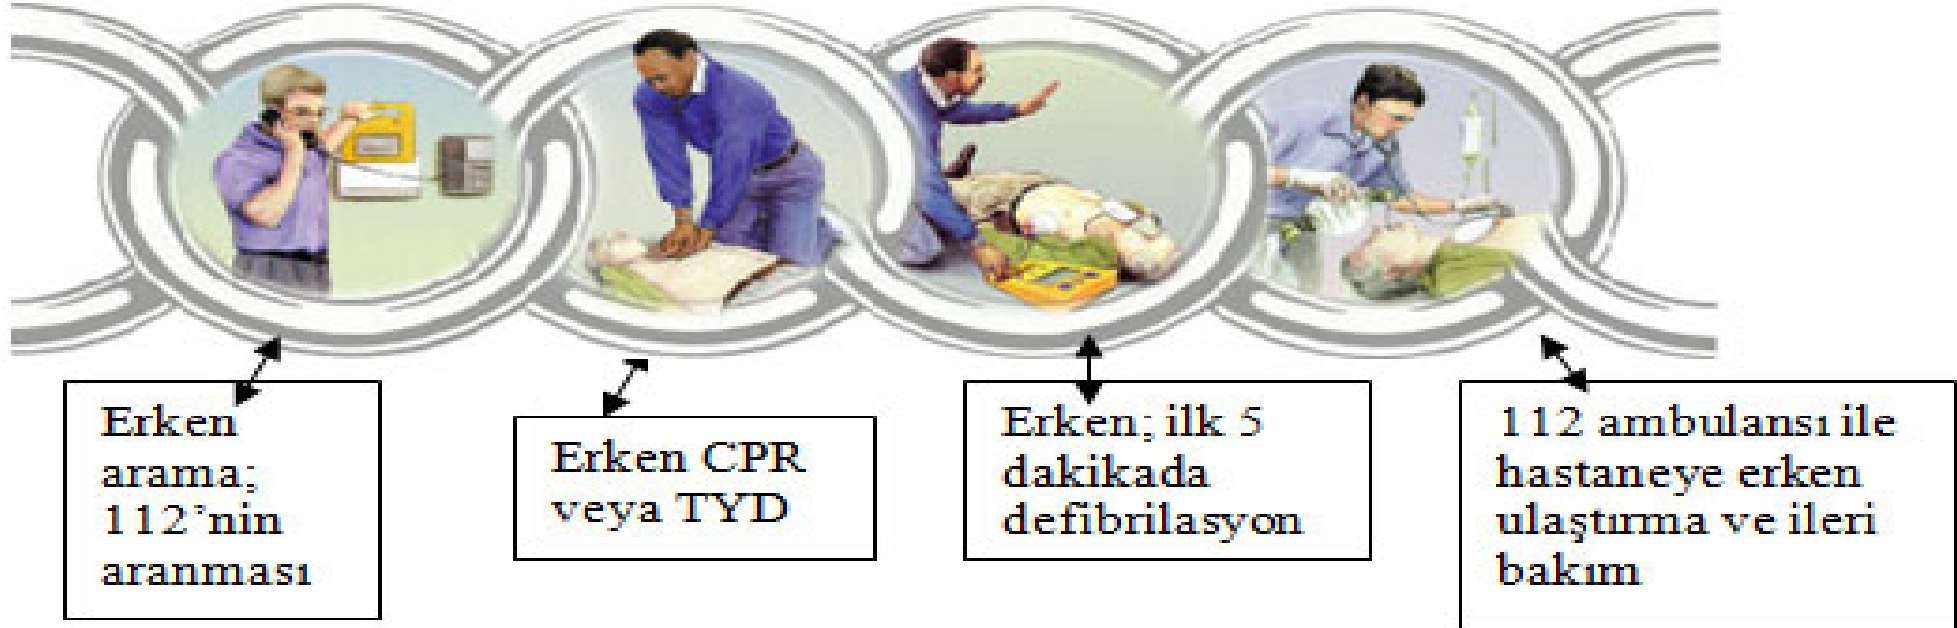 Erken
arama;
112’nin
aranması
Erken CPR
veya TYD
Erken; ilk 5
dakikada
defibrilasyon
112 ambulansı ile
hastaneye erken
ulaştırma ve ileri
bakım